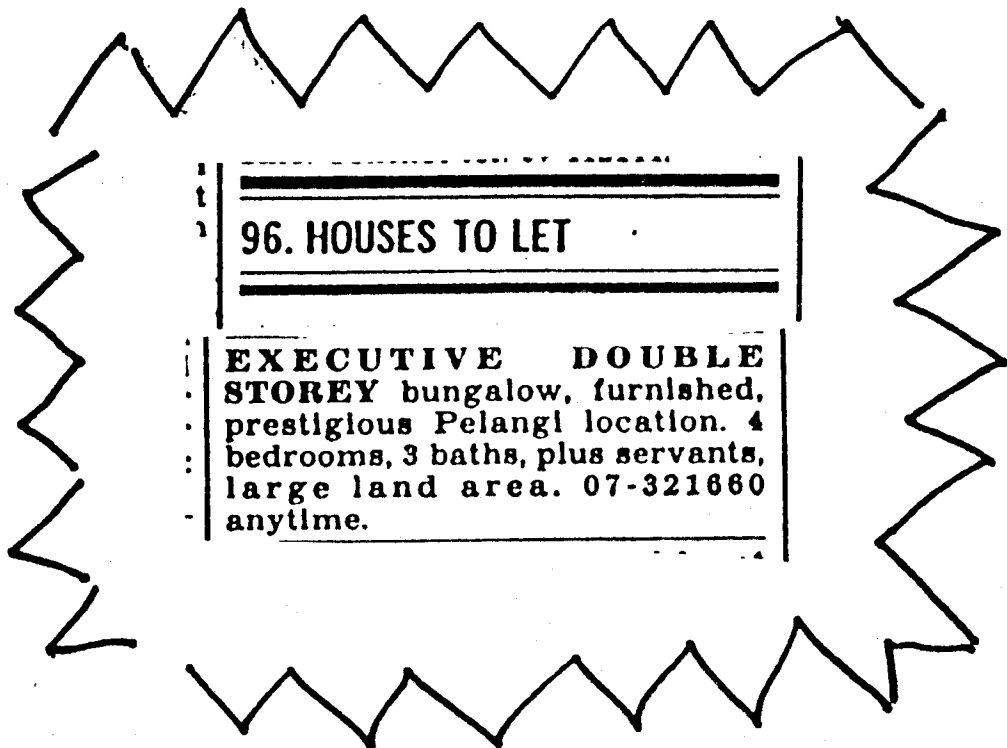 96. HOUSES TO LET
EXECUTIVE DOUBLE
STOREY bungalow, furnished,
prestigious Pelangi location. 4
bedrooms, 3 baths, plus servants,
large land area. 07-321660
anytime.